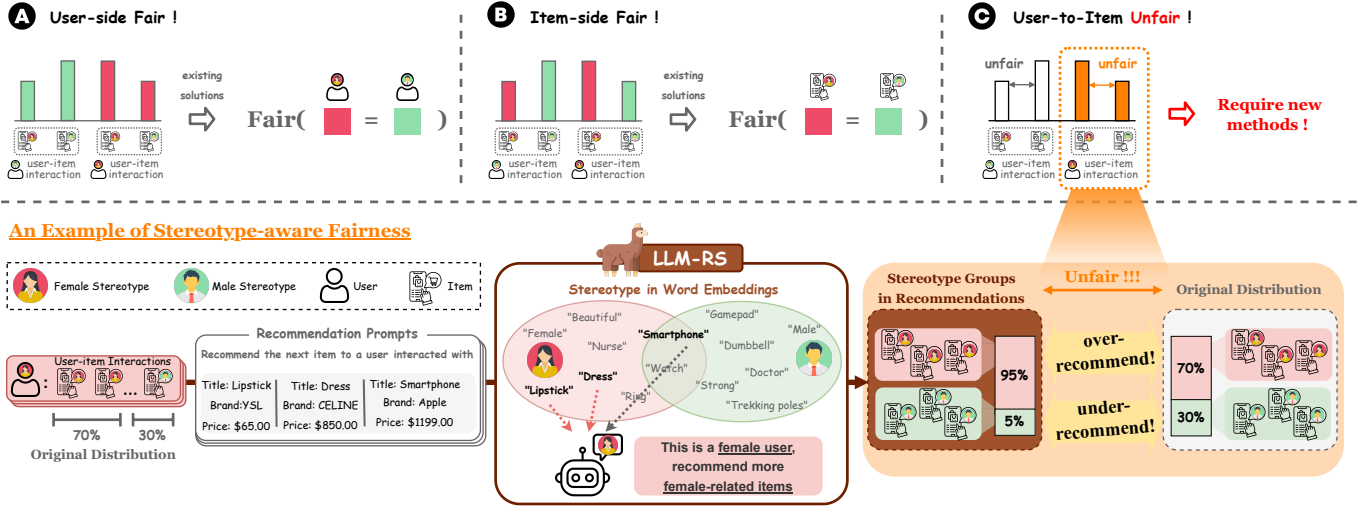 A User-side Fair !
existing
solutions
Fair( = )
user-item
interaction
user-item
interaction
B Item-side Fair !
existing
solutions
Fair( = )
user-item
interaction
user-item
interaction
C User-to-Item Unfair !
unfair
unfair
user-item
interaction
user-item
interaction
Require new
methods !
An Example of Stereotype-aware Fairness
Female Stereotype
Male Stereotype
User
Item
User-item Interactions
:
...
70%
30%
Original Distribution
Recommendation Prompts
Recommend the next item to a user interacted with
Title: Lipstick
Brand:YSL
Price: $65.00
Title: Dress
Brand: CELINE
Price: $850.00
Title: Smartphone
Brand: Apple
Price: $1199.00
LLM-RS
Stereotype in Word Embeddings
"Beautiful"
"Female"
"Nurse"
"Dress"
"Lipstick"
"Ring"
"Smartphone"
"Watch"
"Gamepad"
"Male"
"Dumbbell"
"Doctor"
"Strong"
"Trekking poles"
This is a female user,
recommend more
female-related items
Stereotype Groups
in Recommendations
95%
5%
Unfair !!!
over-
recommend!
under-
recommend!
Original Distribution
70%
30%